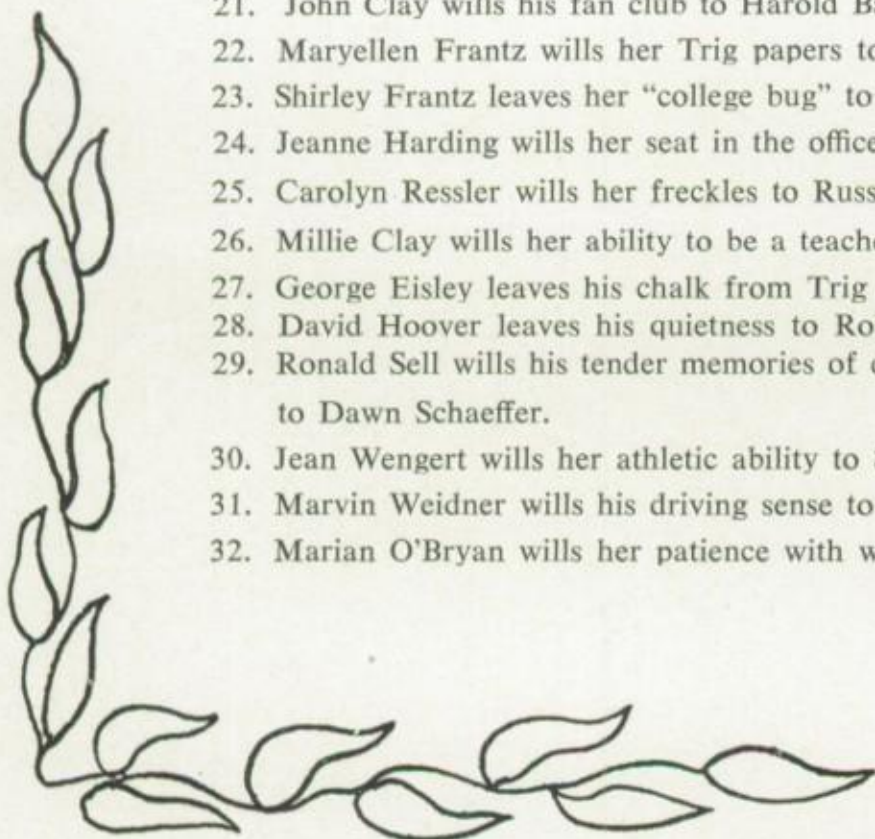 21. John Clay wills his fan club to Harold
22. Maryellen Frantz wills her Trig papers to
23. Shirley Frantz leaves her "college bug" to
24. Jeanne Harding wills her seat in the office
25. Carolyn Ressler wills her freckles to Russ
26. Millie Clay wills her ability to be a teache
27. George Eisley leaves his chalk from Trig
28. David Hoover leaves his quietness to Ro
29. Ronald Sell wills his tender memories of
to Dawn Schaeffer.
30. Jean Wengert wills her athletic ability to
31. Marvin Weidner wills his driving sense to
32. Marian O'Bryan wills her patience with w